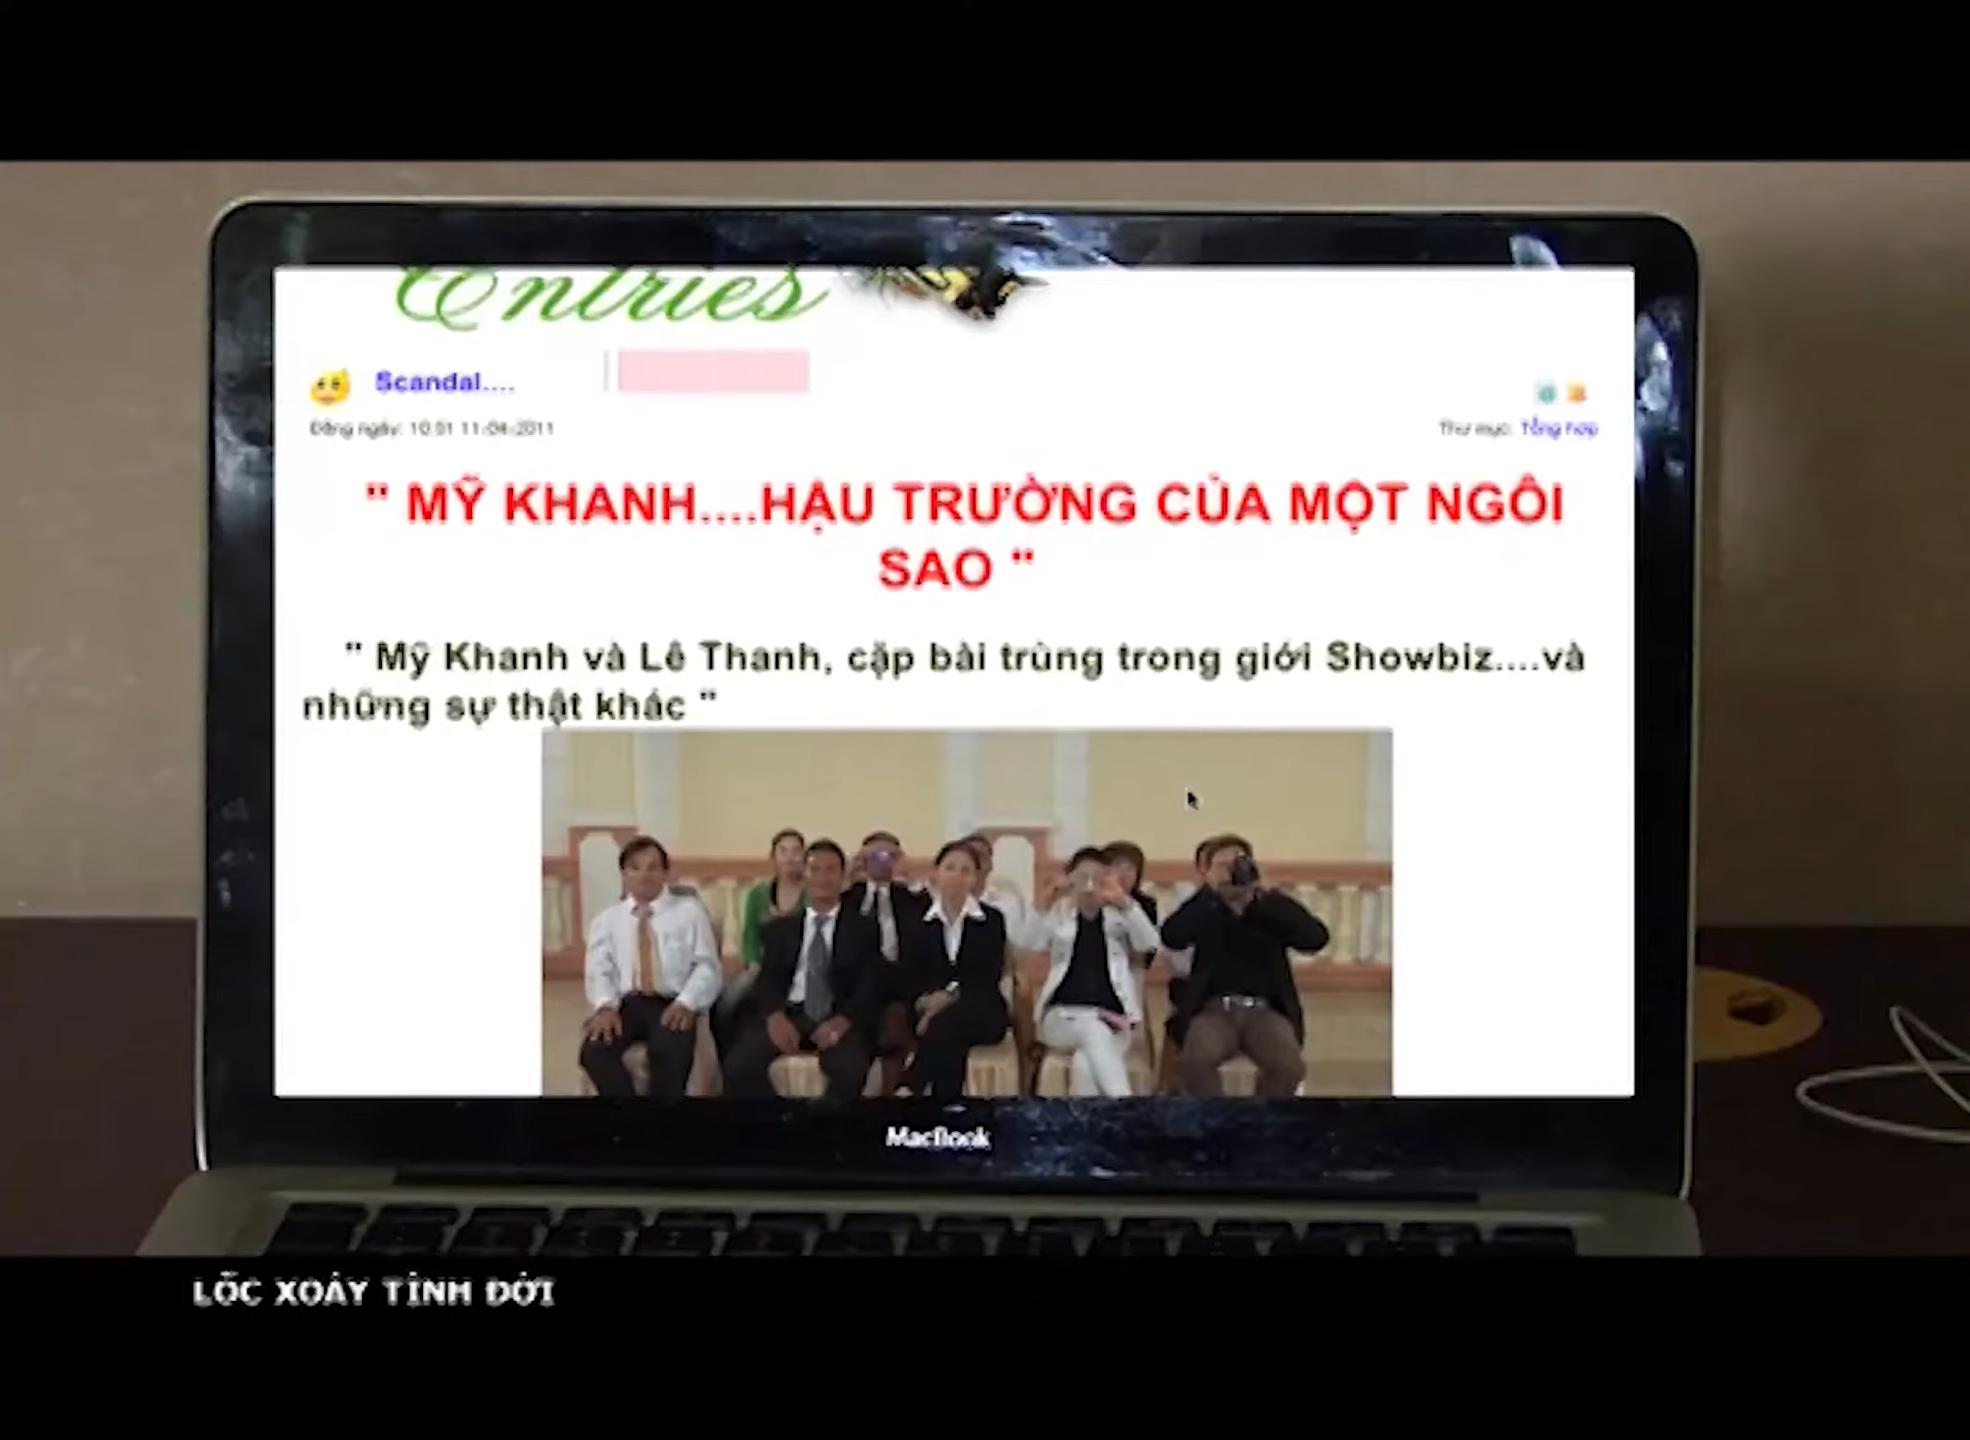 Entries
Scandal....
Đăng ngày: 10:01 11-04-2011
Thư mục: Tổng hợp
" MỸ KHANH....HẬU TRƯỜNG CỦA MỘT NGÔI
SAO "
" Mỹ Khanh và Lê Thanh, cặp bài trùng trong giới Showbiz....và
những sự thật khác "
MacBook
LỐC XOÁY TÌNH ĐỜI